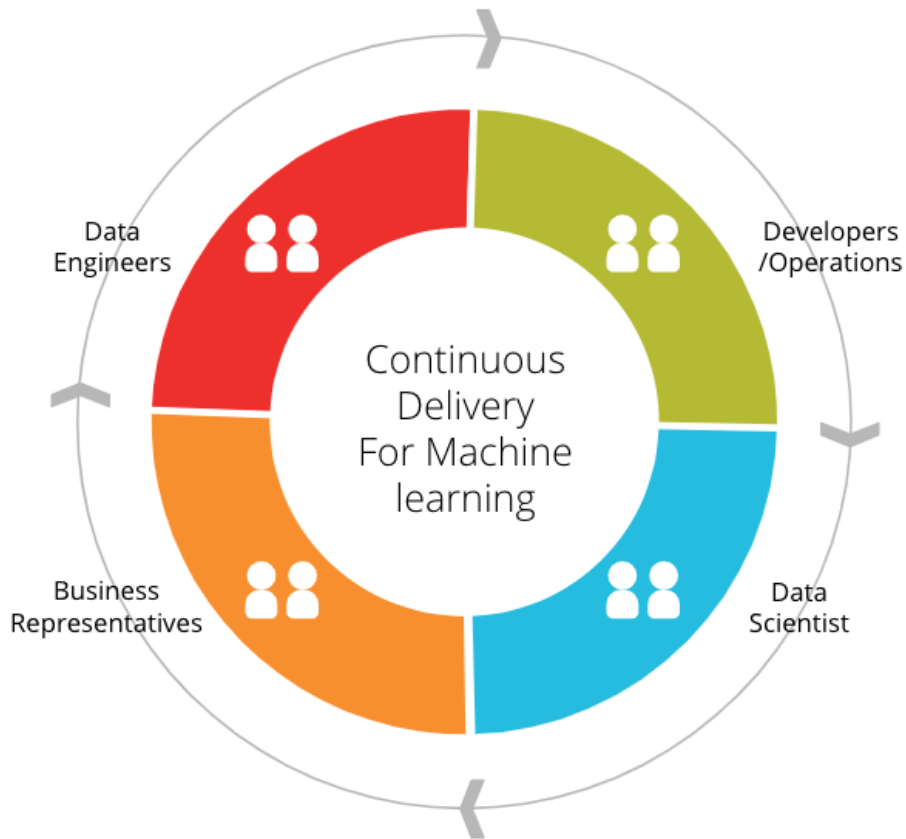 Data
Engineers
Developers
/Operations
Continuous
Delivery
For Machine
learning
Business
Representatives
Data
Scientist